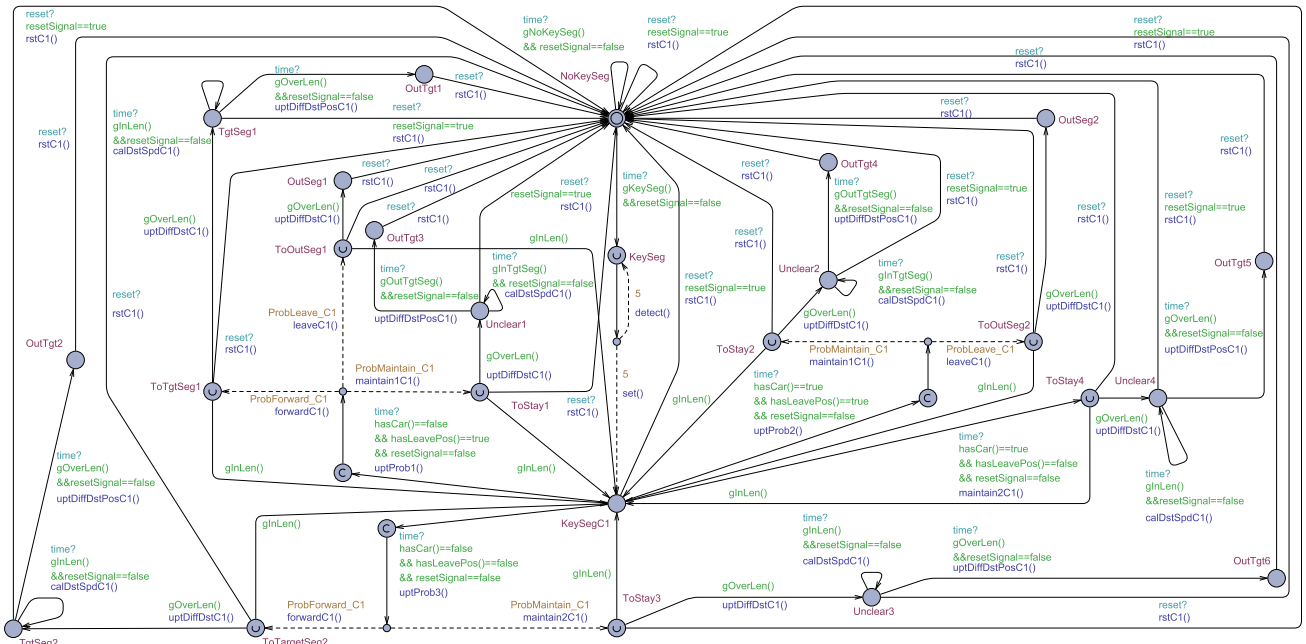 reset?
resetSignal==true
rstC1()
time?
gNoKeySeg()
&& resetSignal==false
reset?
resetSignal==true
rstC1()
reset?
resetSignal==true
rstC1()
reset?
resetSignal==true
rstC1()
reset?
rstC1()
NoKeySeg
time?
gOverLen()
&&resetSignal==false
uptDiffDstPosC1()
OutTgt1
reset?
rstC1()
TgtSeg1
time?
gInLen()
&&resetSignal==false
calDstSpdC1()
reset?
resetSignal==true
rstC1()
reset?
rstC1()
OutSeg2
reset?
rstC1()
reset?
rstC1()
OutSeg1
reset?
rstC1()
reset?
rstC1()
gOverLen()
uptDiffDstC1()
reset?
rstC1()
OutTgt3
gOverLen()
uptDiffDstC1()
ToOutSeg1
gInLen()
reset?
resetSignal==true
rstC1()
time?
gKeySeg()
&&resetSignal==false
KeySeg
5
detect()
reset?
rstC1()
OutTgt4
time?
gOutTgtSeg()
&&resetSignal==false
uptDiffDstPosC1()
reset?
resetSignal==true
rstC1()
reset?
rstC1()
reset?
rstC1()
reset?
resetSignal==true
rstC1()
time?
gOutTgtSeg()
&&resetSignal==false
uptDiffDstPosC1()
time?
gInTgtSeg()
&& resetSignal==false
calDstSpdC1()
Unclear1
reset?
resetSignal==true
rstC1()
Unclear2
time?
gInTgtSeg()
&&resetSignal==false
calDstSpdC1()
reset?
rstC1()
gOverLen()
uptDiffDstC1()
OutTgt5
time?
gOverLen()
&&resetSignal==false
uptDiffDstPosC1()
reset?
rstC1()
ProbLeave_C1
leaveC1()
gOverLen()
uptDiffDstC1()
ToOutSeg2
ToStay2
ProbMaintain_C1
maintain1C1()
ProbLeave_C1
leaveC1()
OutTgt2
reset?
rstC1()
ToTgtSeg1
ProbMaintain_C1
maintain1C1()
gOverLen()
uptDiffDstC1()
ProbForward_C1
forwardC1()
ToStay1
reset?
rstC1()
5
set()
gInLen()
time?
hasCar()==true
&& hasLeavePos()==true
&& resetSignal==false
uptProb2()
gInLen()
ToStay4
Unclear4
gOverLen()
uptDiffDstC1()
time?
hasCar()==false
&& hasLeavePos()==true
&& resetSignal==false
uptProb1()
time?
hasCar()==true
&& hasLeavePos()==false
&& resetSignal==false
maintain2C1()
time?
gInLen()
&&resetSignal==false
calDstSpdC1()
time?
gOverLen()
&&resetSignal==false
uptDiffDstPosC1()
gInLen()
gInLen()
gInLen()
KeySegC1
gInLen()
time?
hasCar()==false
&& hasLeavePos()==false
&& resetSignal==false
uptProb3()
gInLen()
time?
gInLen()
&&resetSignal==false
calDstSpdC1()
time?
gOverLen()
&&resetSignal==false
uptDiffDstPosC1()
OutTgt6
time?
gInLen()
&&resetSignal==false
calDstSpdC1()
gOverLen()
uptDiffDstC1()
ProbForward_C1
forwardC1()
ProbMaintain_C1
maintain2C1()
ToStay3
gOverLen()
uptDiffDstC1()
Unclear3
reset?
rstC1()
TgtSeg2
ToTargetSeg2